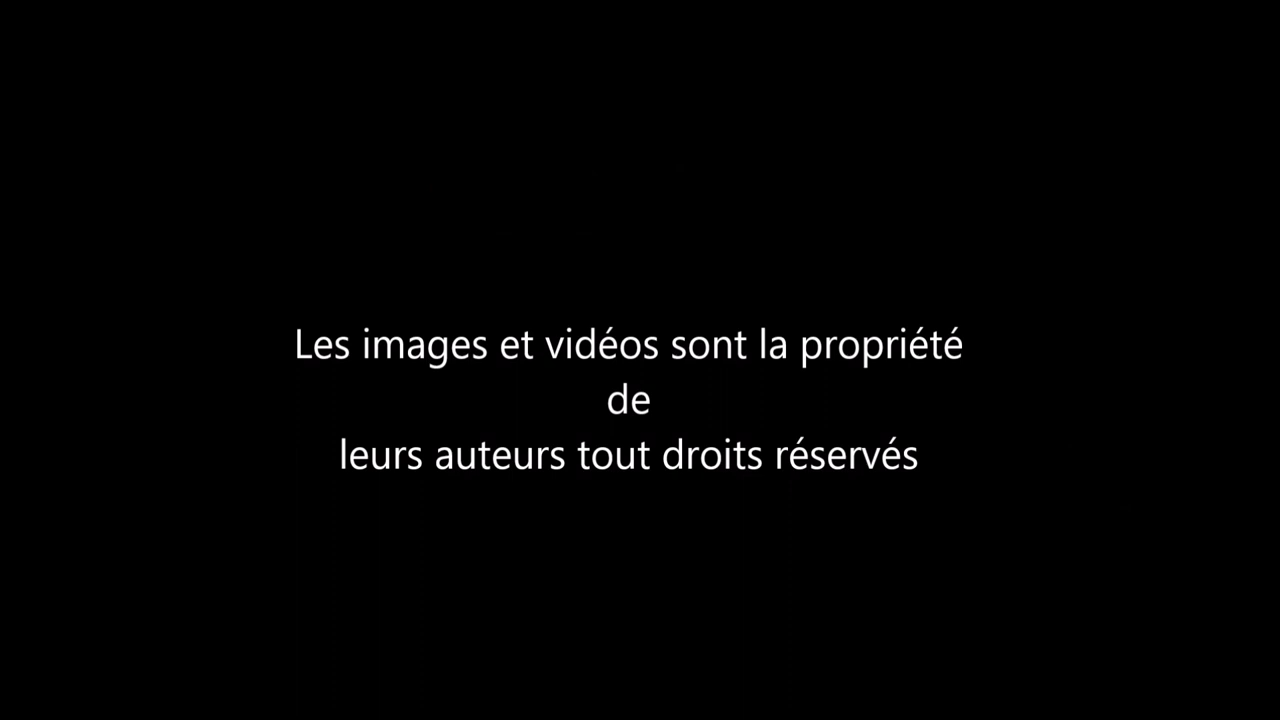 Les images et vidéos sont la propriété
de
leurs auteurs tout droits réservés